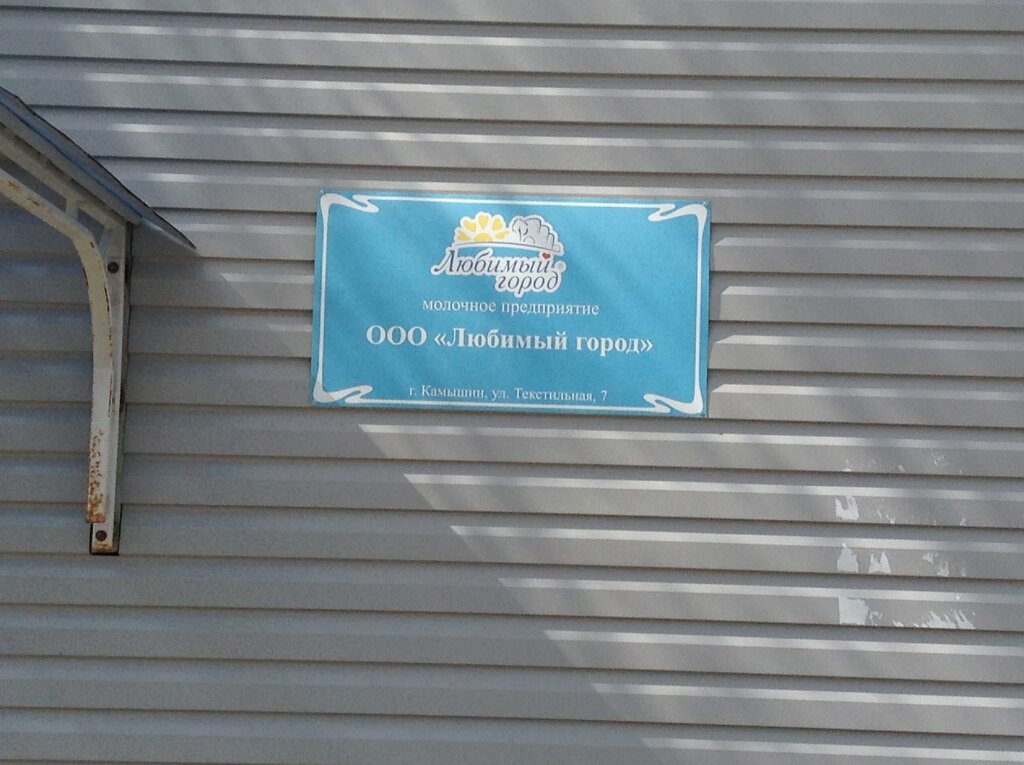 Любимый
город
молочное предприятие
ООО «Любимый город»
г. Камышин, ул. Текстильная, 7